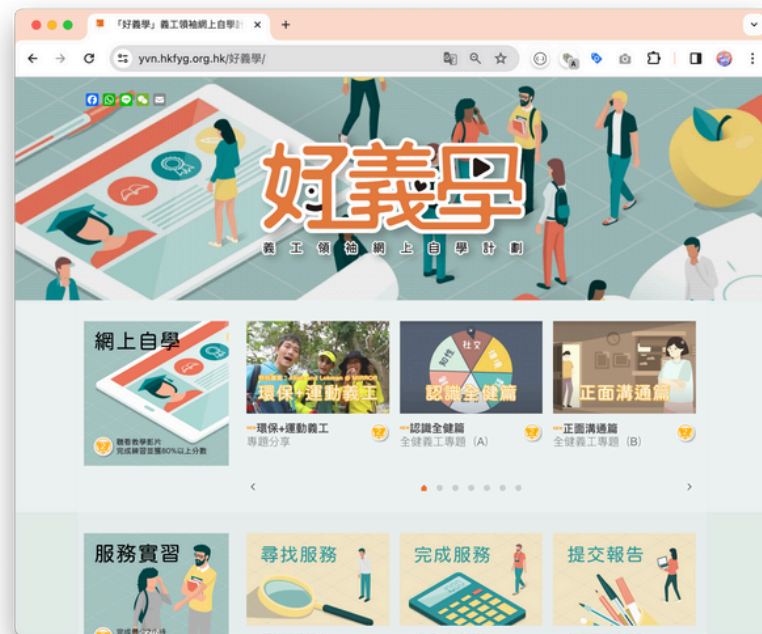 「好義學」義工領袖網上自學計
yvn.hkfyg.org.hk/好義學/
好義學
義工領袖網上自學計劃
網上自學
觀看教學影片
完成練習並獲80%以上分數
環保+運動義工
知性
社交
環境
認識全健篇
正面溝通篇
環保+運動義工
專題分享
認識全健篇
全健義工專題 (A)
正面溝通篇
全健義工專題 (B)
服務實習
尋找服務
完成服務
提交報告